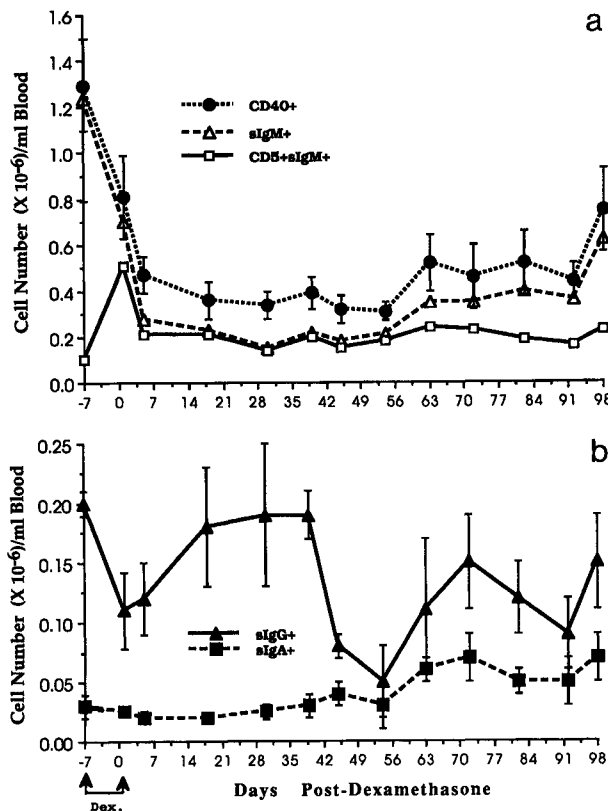 a
1.6
1.4
1.2
1.0
0.8
0.6
0.4
0.2
0.0
Cell Number (X 10-6)/ml Blood
CD40+
sIgM+
CD5+sIgM+
-7 0 7 14 21 28 35 42 49 56 63 70 77 84 91 98
b
0.25
0.20
0.15
0.10
0.05
0.00
Cell Number (X 10-6)/ml Blood
sIgG+
sIgA+
-7 0 7 14 21 28 35 42 49 56 63 70 77 84 91 98
Days Post-Dexamethasone
Dex.